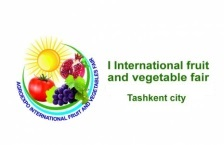 AGROEXPO INTERNATIONAL FRUIT AND VEGETABLES FAIR
I International fruit
and vegetable fair
Tashkent city